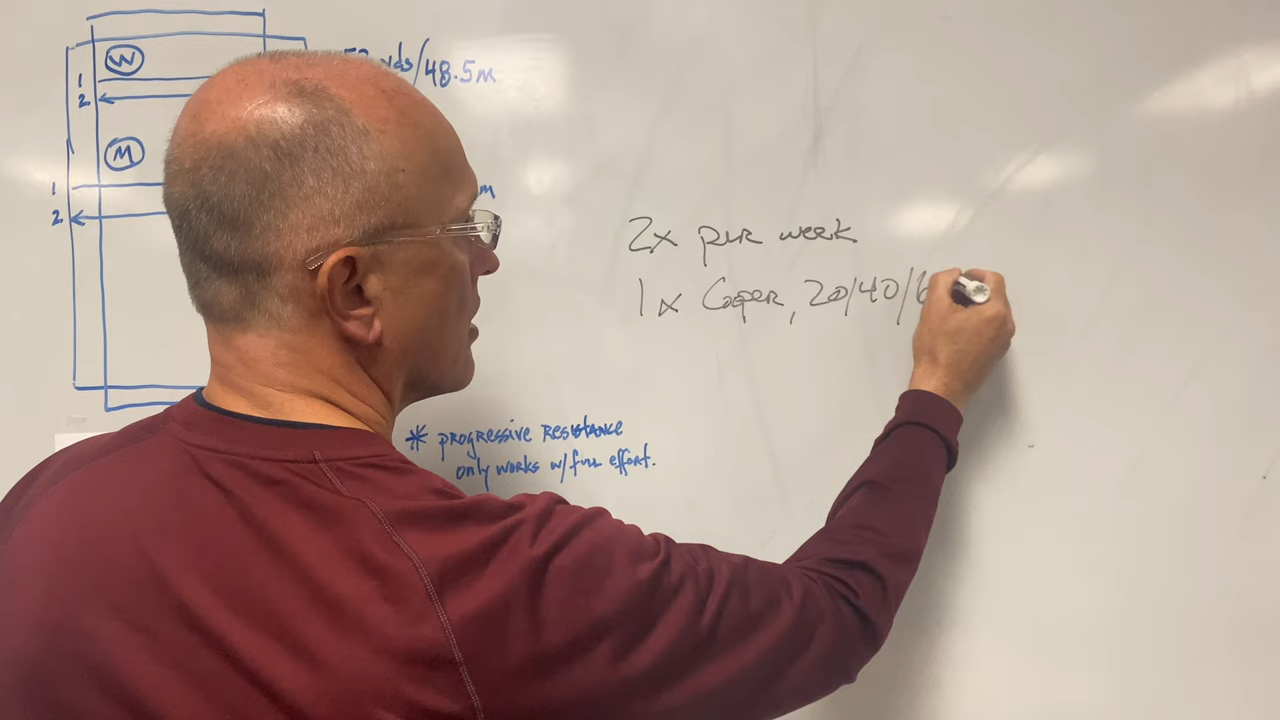 W
1
2
yds/48.5m
M
1
2
m
2x per week
1x Cooper, 20/40/6
* progressive resistance
only works w/full effort.